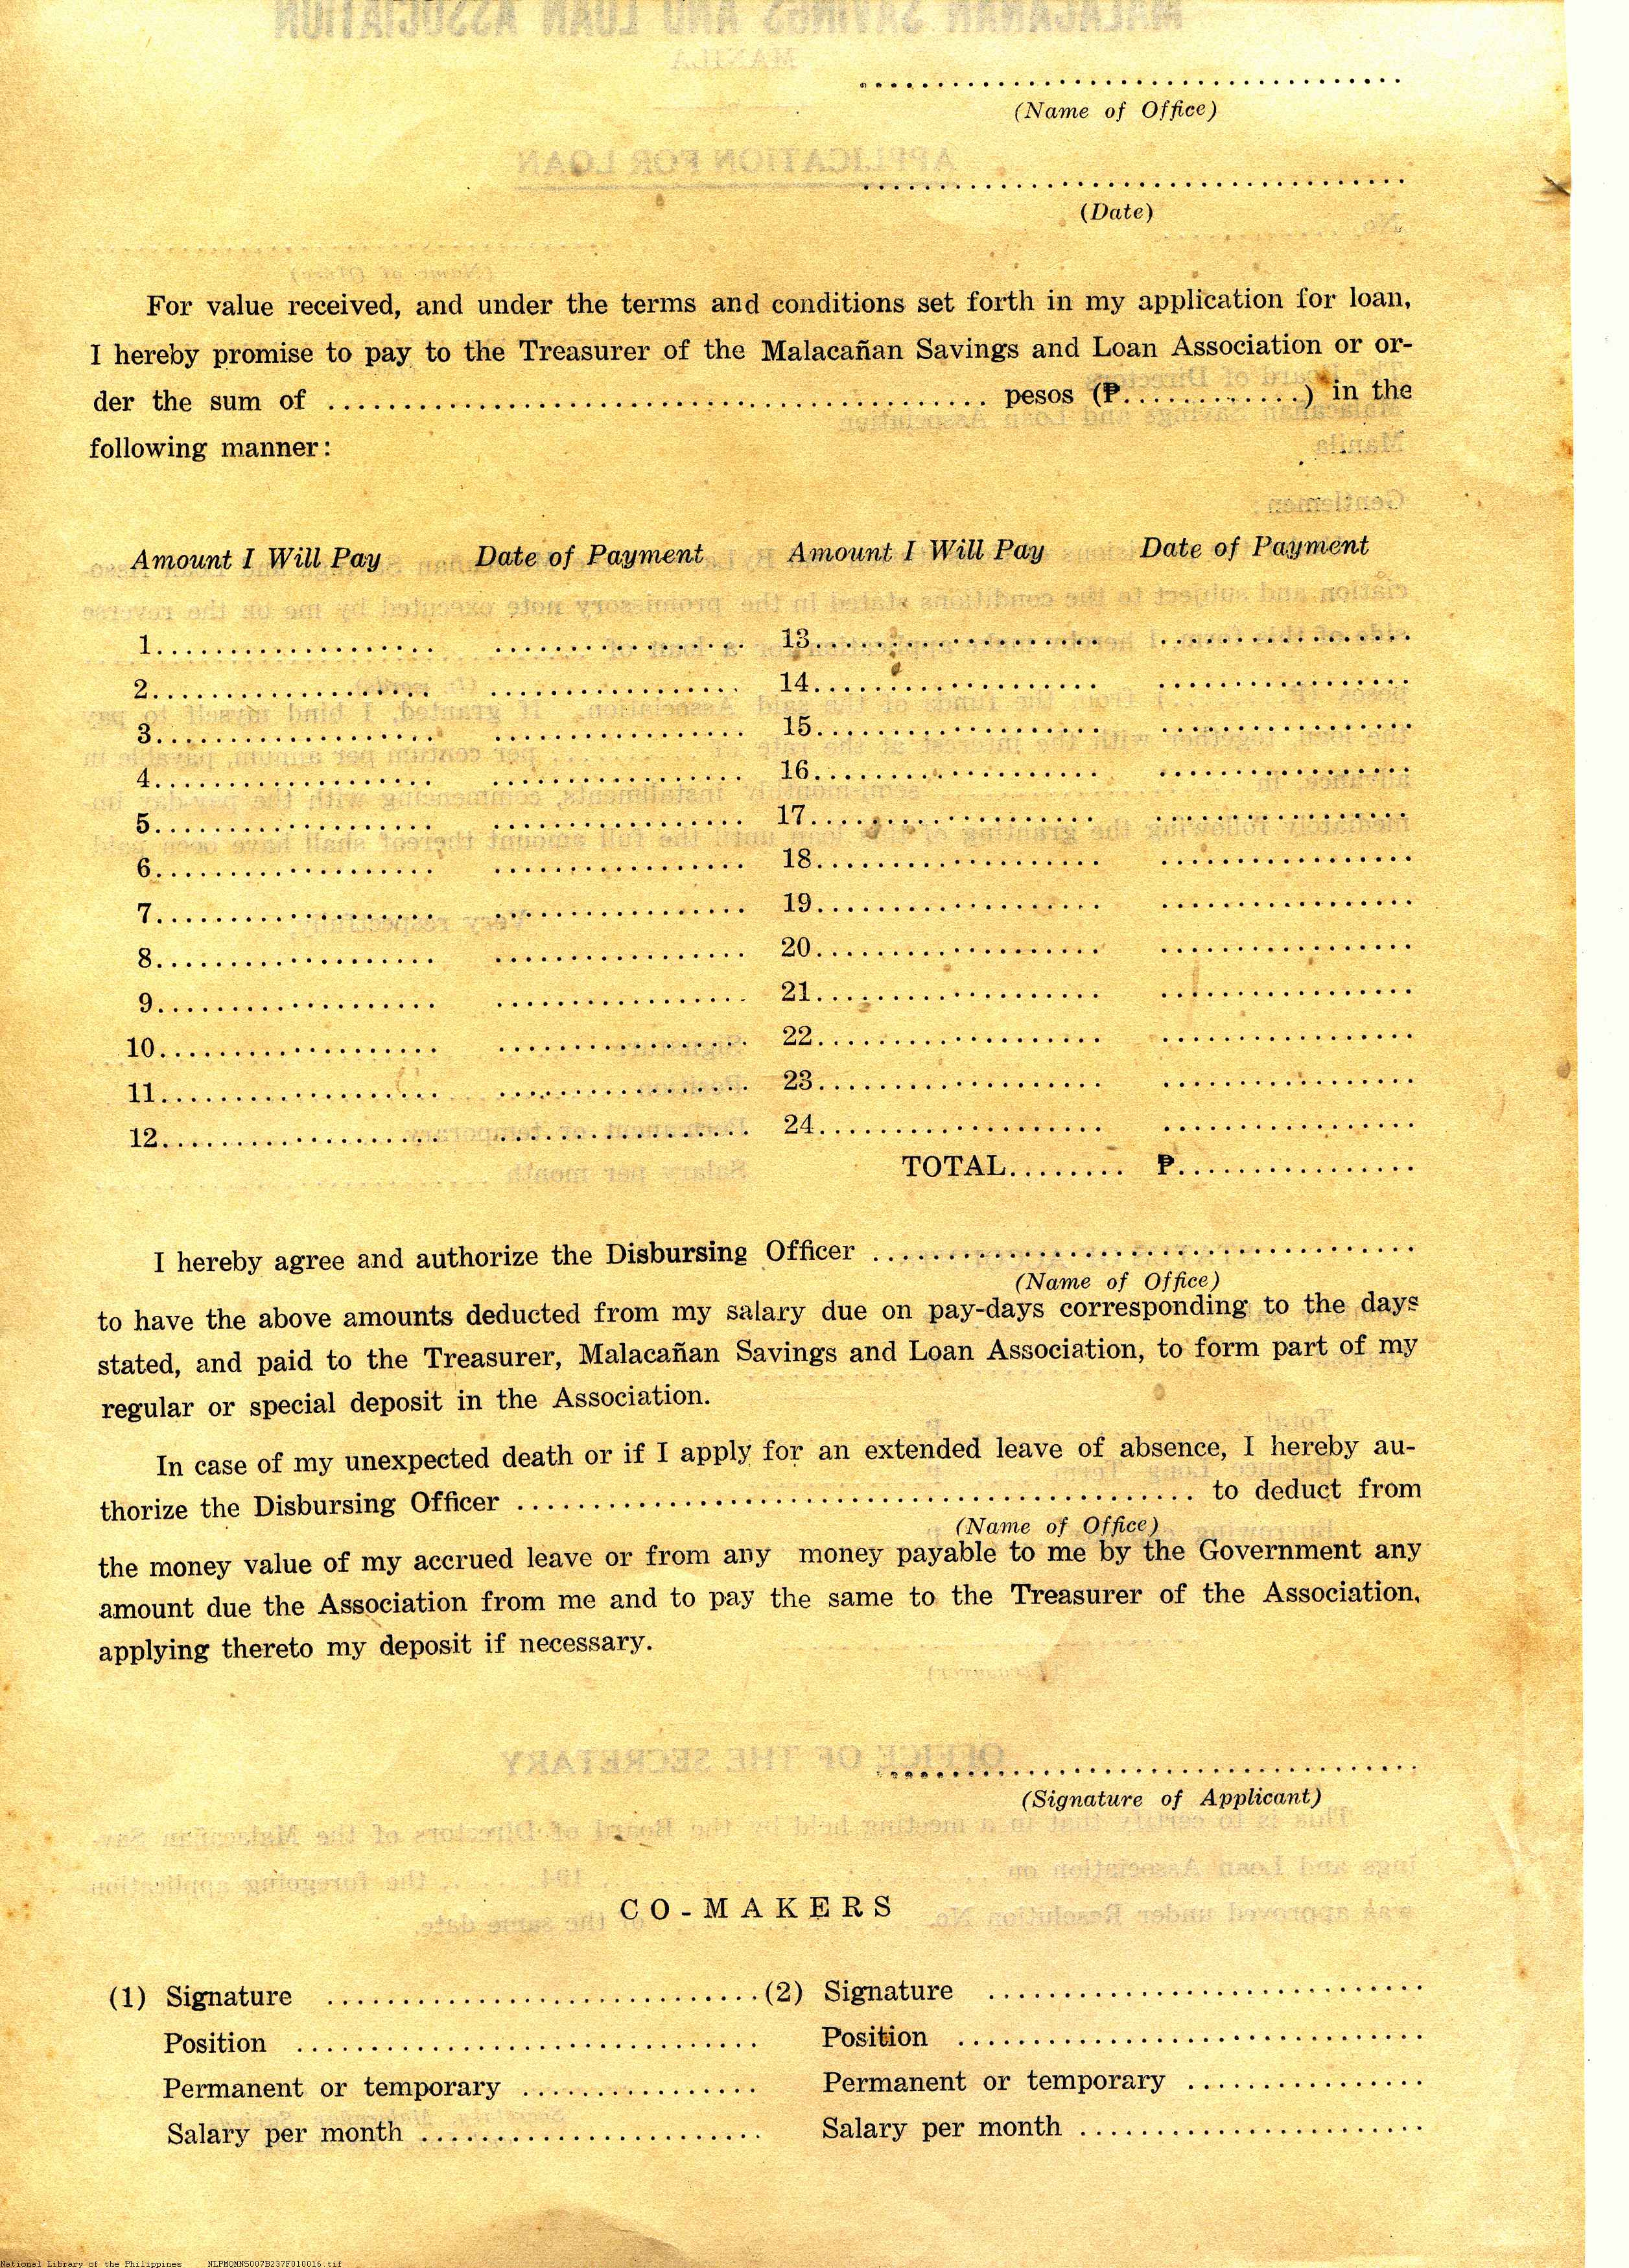 (Name of Office)
(Date)
For value received, and under the terms and conditions set forth in my application for loan,
I hereby promise to pay to the Treasurer of the Malacañan Savings and Loan Association or or-
der the sum of ........................................... pesos (₱............) in the
following manner:
Amount I Will Pay Date of Payment Amount I Will Pay Date of Payment
1................... ................. 13................... .................
2................... ................. 14................... .................
3................... ................. 15................... .................
4................... ................. 16................... .................
5................... ................. 17................... .................
6................... ................. 18................... .................
7................... ................. 19................... .................
8................... ................. 20................... .................
9................... ................. 21................... .................
10................... ................. 22................... .................
11................... ................. 23................... .................
12................... ................. 24................... .................
TOTAL........ ₱................
I hereby agree and authorize the Disbursing Officer ...................................
(Name of Office)
to have the above amounts deducted from my salary due on pay-days corresponding to the days
stated, and paid to the Treasurer, Malacañan Savings and Loan Association, to form part of my
regular or special deposit in the Association.
In case of my unexpected death or if I apply for an extended leave of absence, I hereby au-
thorize the Disbursing Officer ............................................ to deduct from
(Name of Office)
the money value of my accrued leave or from any money payable to me by the Government any
amount due the Association from me and to pay the same to the Treasurer of the Association,
applying thereto my deposit if necessary.
(Signature of Applicant)
CO-MAKERS
(1) Signature ............................(2) Signature ............................
Position .............................. Position ..............................
Permanent or temporary ................ Permanent or temporary ................
Salary per month ...................... Salary per month ......................
National Library of the Philippines NLPMQMNS007B237F010016.tif